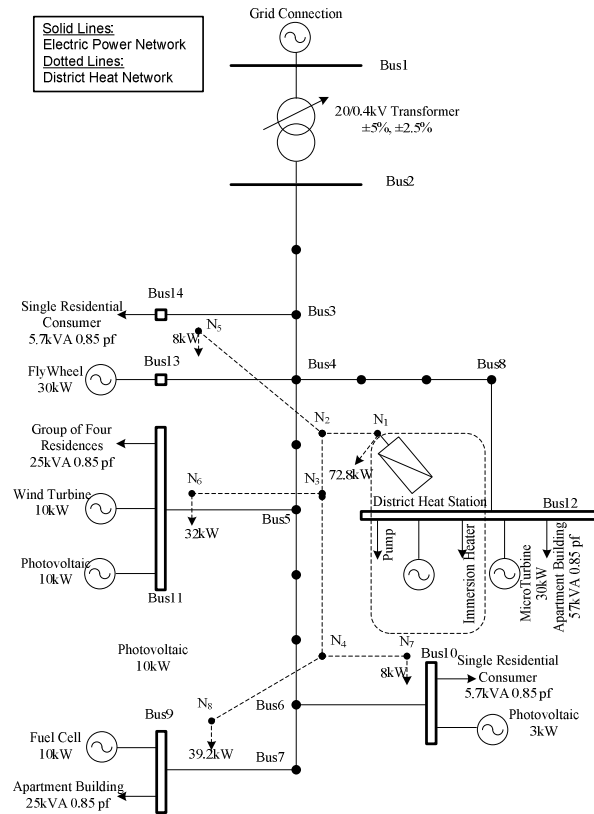 Grid Connection
Solid Lines:
Electric Power Network
Dotted Lines:
District Heat Network
Bus1
20/0.4kV Transformer
±5%, ±2.5%
Bus2
Bus14
Single Residential
Consumer
5.7kVA 0.85 pf
N5
8kW
Bus3
Bus13
FlyWheel
30kW
Bus4
Bus8
Group of Four
Residences
25kVA 0.85 pf
N2
N1
72.8kW
N6
N3
32kW
Wind Turbine
10kW
Bus5
District Heat Station
Bus12
Pump
Immersion Heater
MicroTurbine
30kW
Apartment Building
57kVA 0.85 pf
Photovoltaic
10kW
Bus11
Photovoltaic
10kW
N4
N7
8kW
Bus10
Single Residential
Consumer
5.7kVA 0.85 pf
Photovoltaic
3kW
N8
39.2kW
Bus6
Bus9
Fuel Cell
10kW
Bus7
Apartment Building
25kVA 0.85 pf